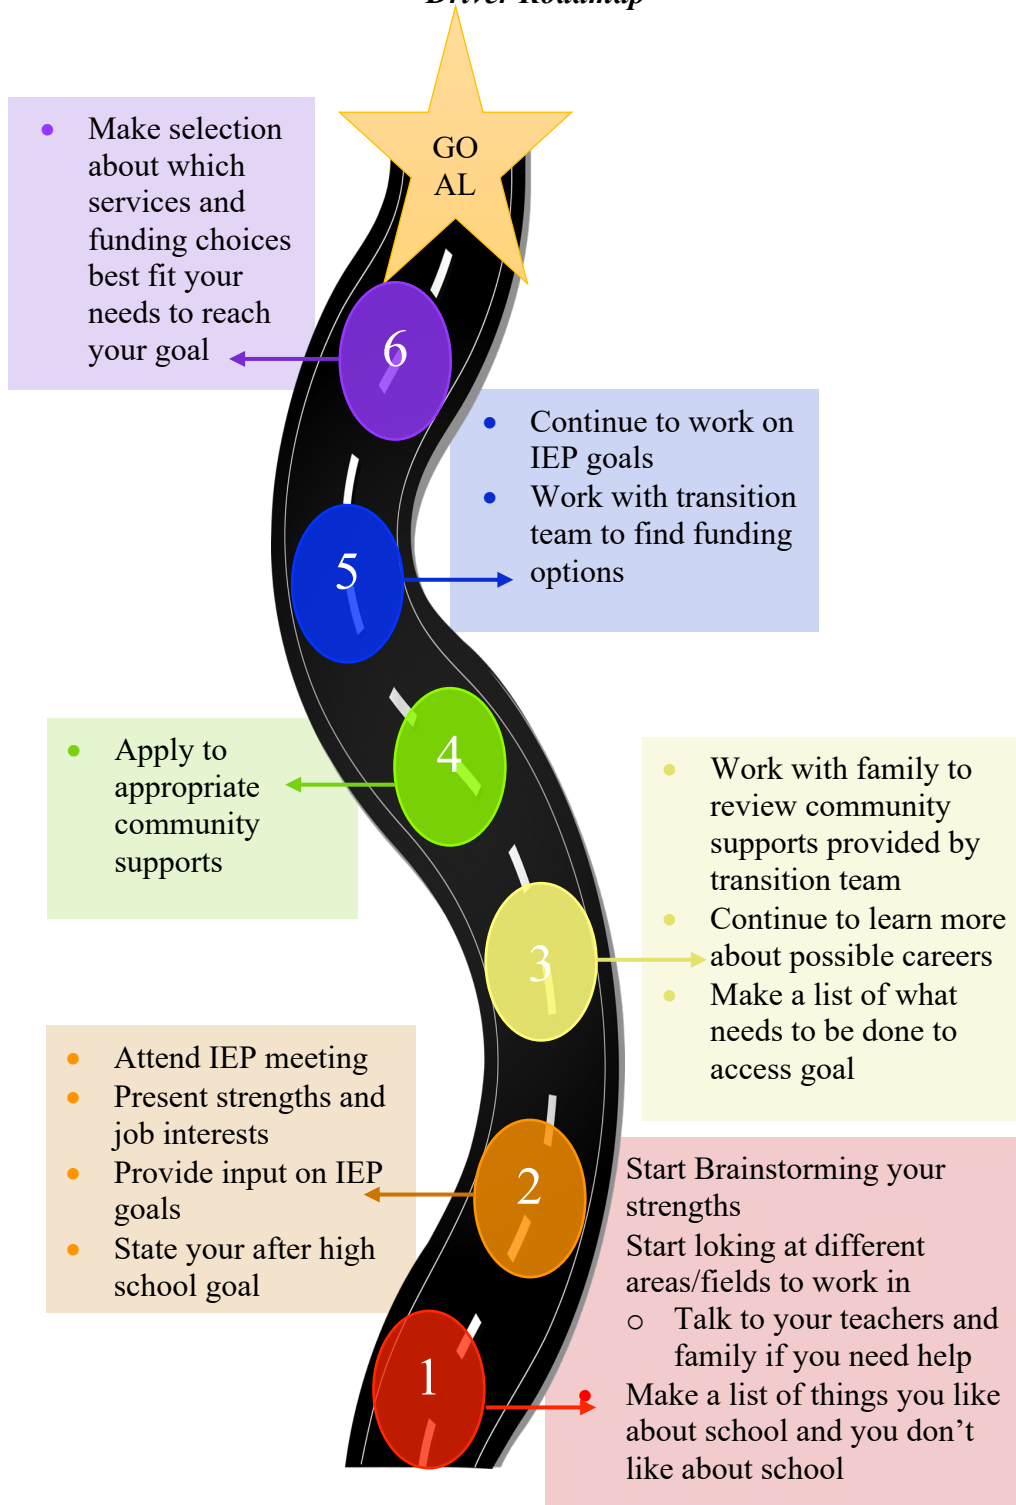 Driver Roadmap
GO
AL
• Make selection
about which
services and
funding choices
best fit your
needs to reach
your goal
6
• Continue to work on
IEP goals
• Work with transition
team to find funding
options
5
• Apply to
appropriate
community
supports
4
• Work with family to
review community
supports provided by
transition team
• Continue to learn more
about possible careers
• Make a list of what
needs to be done to
access goal
3
• Attend IEP meeting
• Present strengths and
job interests
• Provide input on IEP
goals
• State your after high
school goal
2
Start Brainstorming your
strengths
Start loking at different
areas/fields to work in
o Talk to your teachers and
family if you need help
• Make a list of things you like
about school and you don’t
like about school
1